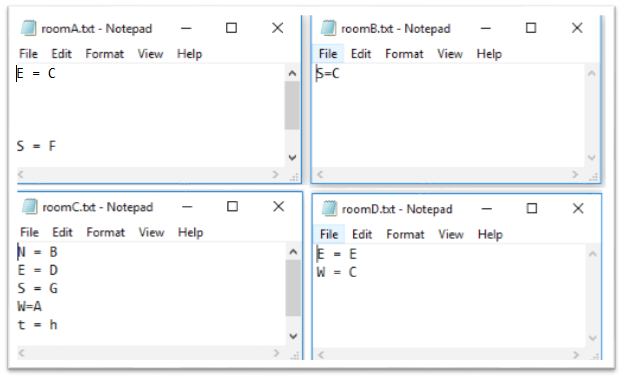 roomA.txt - Notepad
File Edit Format View Help
E = C
S = F
roomB.txt - Notepad
File Edit Format View Help
S=C
roomC.txt - Notepad
File Edit Format View Help
N = B
E = D
S = G
W=A
t = h
roomD.txt - Notepad
File Edit Format View Help
E = E
W = C